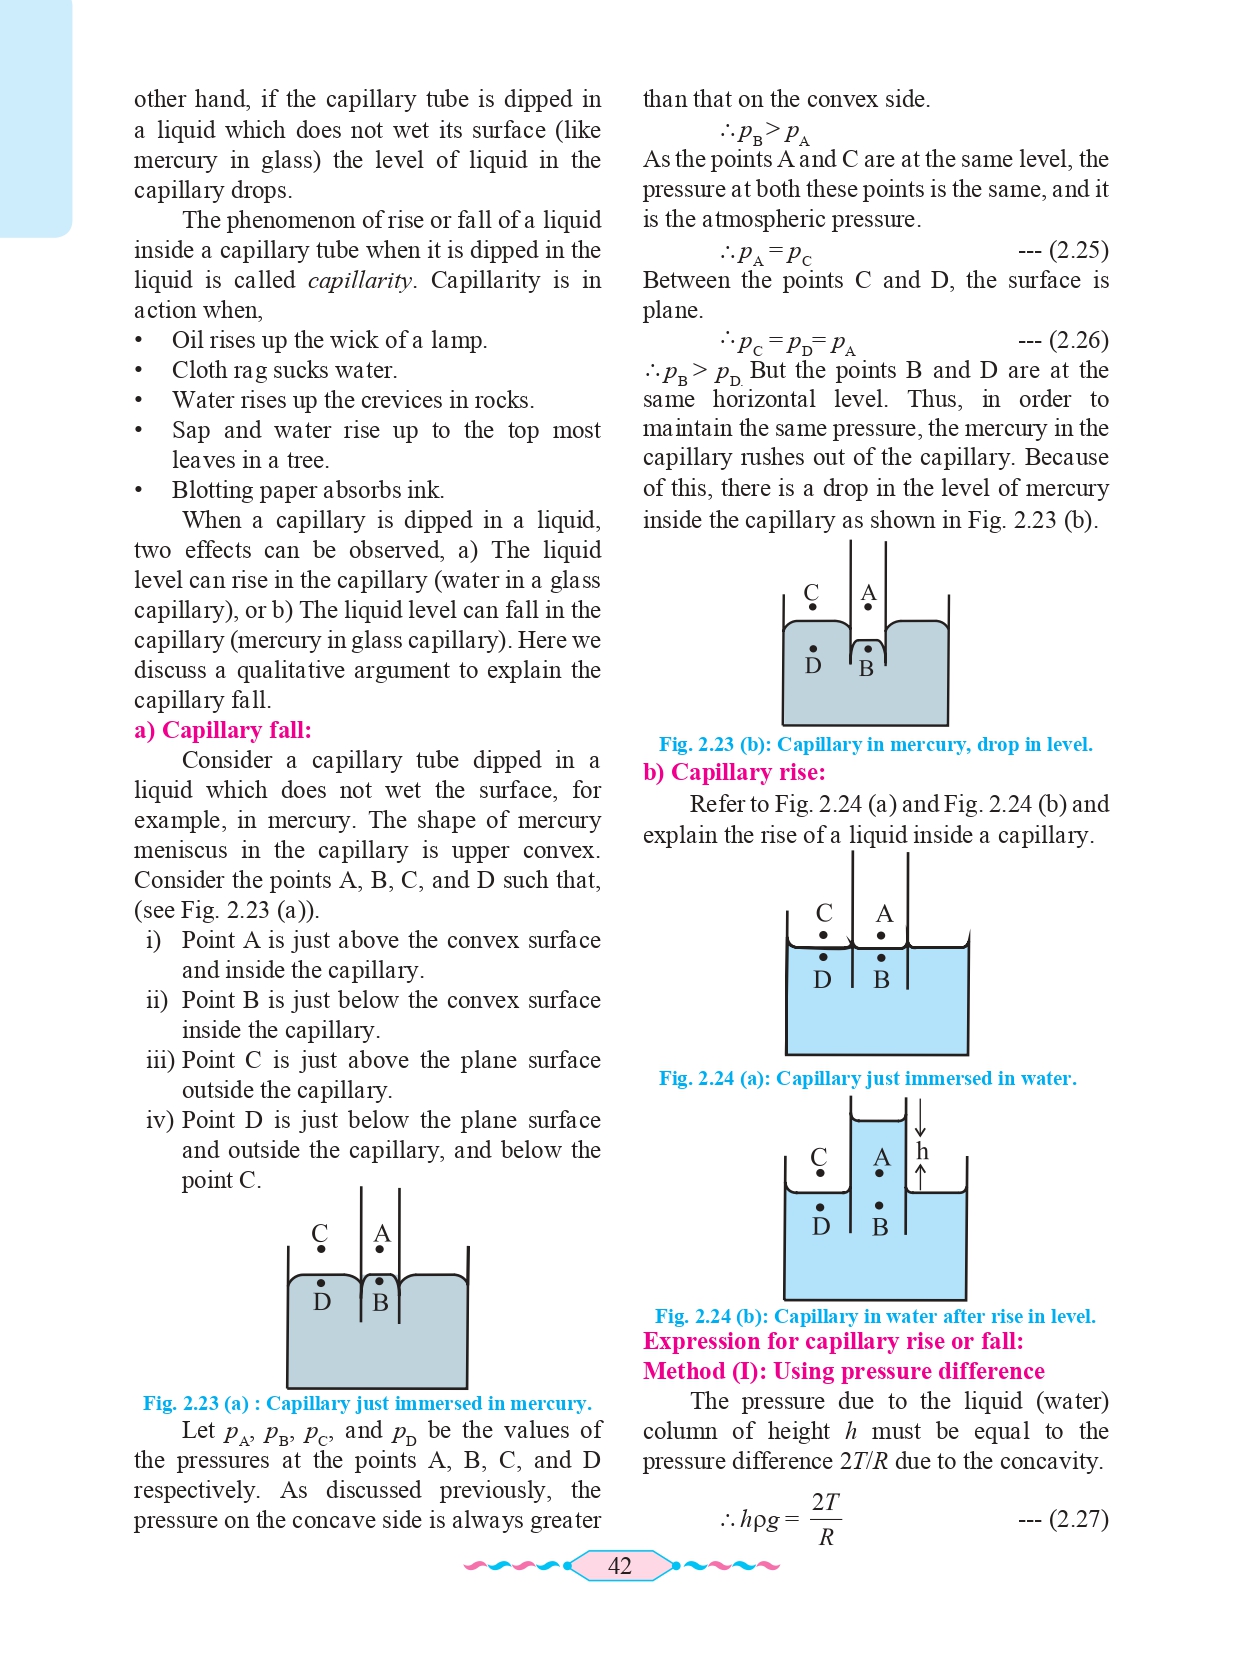 other hand, if the capillary tube is dipped in
a liquid which does not wet its surface (like
mercury in glass) the level of liquid in the
capillary drops.
The phenomenon of rise or fall of a liquid
inside a capillary tube when it is dipped in the
liquid is called capillarity. Capillarity is in
action when,
• Oil rises up the wick of a lamp.
• Cloth rag sucks water.
• Water rises up the crevices in rocks.
• Sap and water rise up to the top most
leaves in a tree.
• Blotting paper absorbs ink.
When a capillary is dipped in a liquid,
two effects can be observed, a) The liquid
level can rise in the capillary (water in a glass
capillary), or b) The liquid level can fall in the
capillary (mercury in glass capillary). Here we
discuss a qualitative argument to explain the
capillary fall.
a) Capillary fall:
Consider a capillary tube dipped in a
liquid which does not wet the surface, for
example, in mercury. The shape of mercury
meniscus in the capillary is upper convex.
Consider the points A, B, C, and D such that,
(see Fig. 2.23 (a)).
i) Point A is just above the convex surface
and inside the capillary.
ii) Point B is just below the convex surface
inside the capillary.
iii) Point C is just above the plane surface
outside the capillary.
iv) Point D is just below the plane surface
and outside the capillary, and below the
point C.
C A
D B
Fig. 2.23 (a) : Capillary just immersed in mercury.
Let p_A, p_B, p_C, and p_D be the values of
the pressures at the points A, B, C, and D
respectively. As discussed previously, the
pressure on the concave side is always greater
than that on the convex side.
∴ p_B > p_A
As the points A and C are at the same level, the
pressure at both these points is the same, and it
is the atmospheric pressure.
∴ p_A = p_C --- (2.25)
Between the points C and D, the surface is
plane.
∴ p_C = p_D = p_A --- (2.26)
∴ p_B > p_D. But the points B and D are at the
same horizontal level. Thus, in order to
maintain the same pressure, the mercury in the
capillary rushes out of the capillary. Because
of this, there is a drop in the level of mercury
inside the capillary as shown in Fig. 2.23 (b).
C A
D B
Fig. 2.23 (b): Capillary in mercury, drop in level.
b) Capillary rise:
Refer to Fig. 2.24 (a) and Fig. 2.24 (b) and
explain the rise of a liquid inside a capillary.
C A
D B
Fig. 2.24 (a): Capillary just immersed in water.
C A h
D B
Fig. 2.24 (b): Capillary in water after rise in level.
Expression for capillary rise or fall:
Method (I): Using pressure difference
The pressure due to the liquid (water)
column of height h must be equal to the
pressure difference 2T/R due to the concavity.
∴ hρg = 2T/R --- (2.27)
42